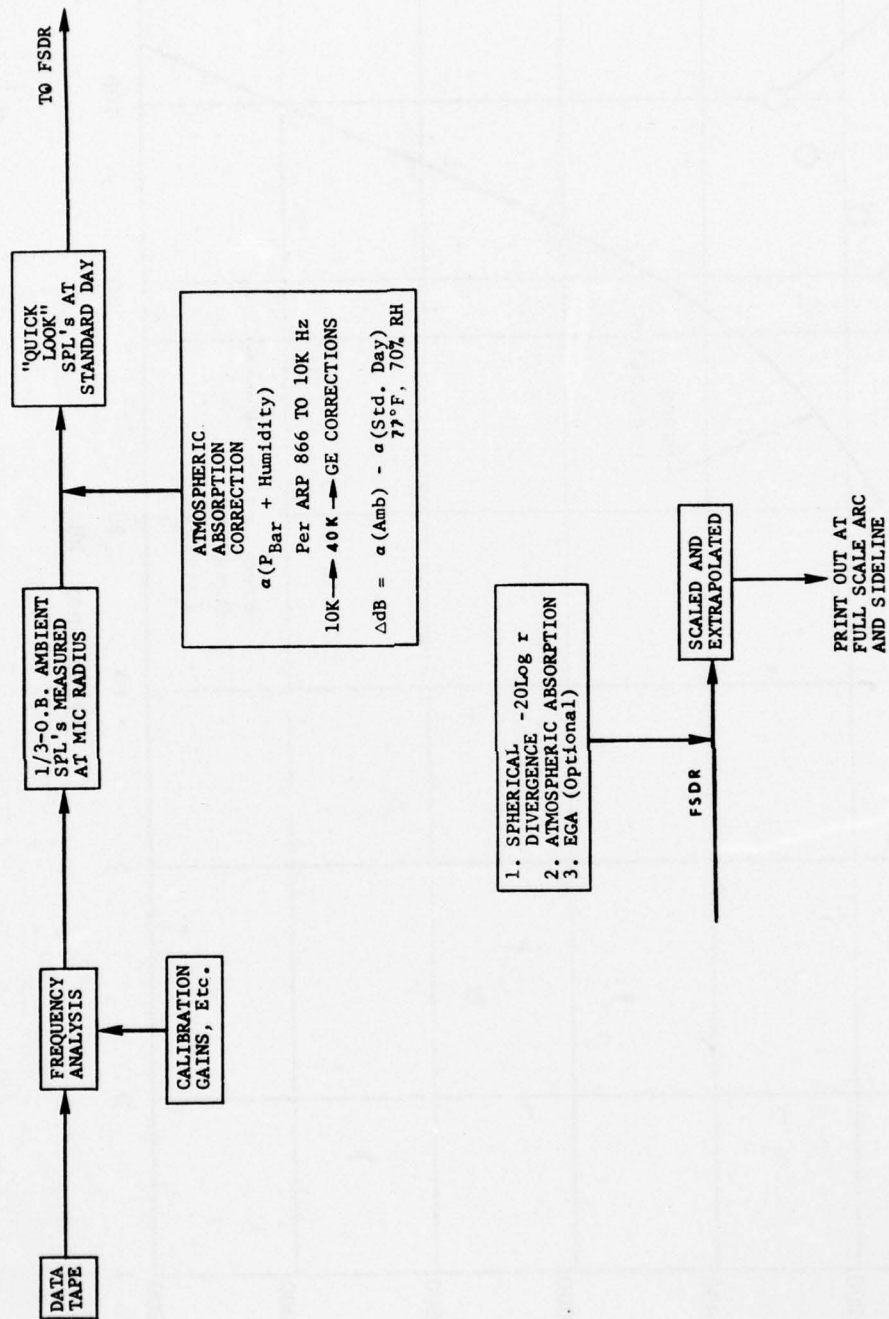 DATA
TAPE
FREQUENCY
ANALYSIS
CALIBRATION
GAINS, Etc.
1/3-O.B. AMBIENT
SPL's MEASURED
AT MIC RADIUS
ATMOSPHERIC
ABSORPTION
CORRECTION
α(PBar + Humidity)
Per ARP 866 TO 10K Hz
10K → 40K → GE CORRECTIONS
ΔdB = α(Amb) - α(Std. Day)
77°F, 70% RH
"QUICK
LOOK"
SPL's AT
STANDARD DAY
TO FSDR
1. SPHERICAL
DIVERGENCE -20Log r
2. ATMOSPHERIC ABSORPTION
3. EGA (Optional)
FSDR
SCALED AND
EXTRAPOLATED
PRINT OUT AT
FULL SCALE ARC
AND SIDELINE